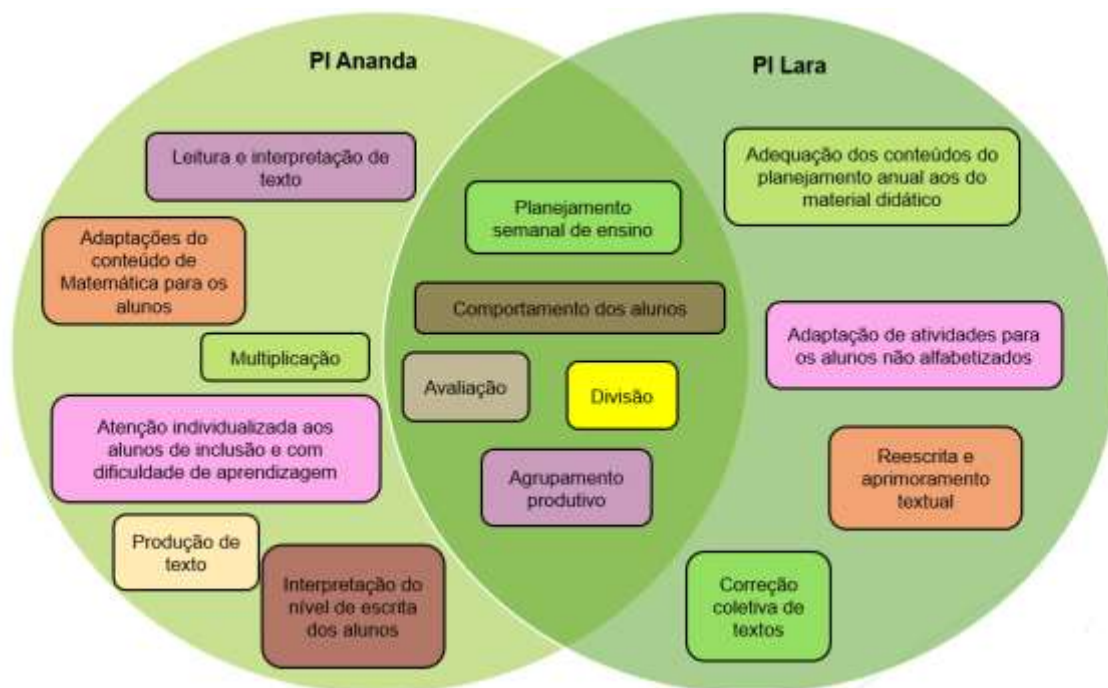 PI Ananda
Leitura e interpretação de
texto
Adaptações do
conteúdo de
Matemática para os
alunos
Multiplicação
Atenção individualizada aos
alunos de inclusão e com
dificuldade de aprendizagem
Produção de
texto
Interpretação do
nível de escrita
dos alunos
Planejamento
semanal de ensino
Comportamento dos alunos
Avaliação
Divisão
Agrupamento
produtivo
PI Lara
Adequação dos conteúdos do
planejamento anual aos do
material didático
Adaptação de atividades para
os alunos não alfabetizados
Reescrita e
aprimoramento
textual
Correção
coletiva de
textos